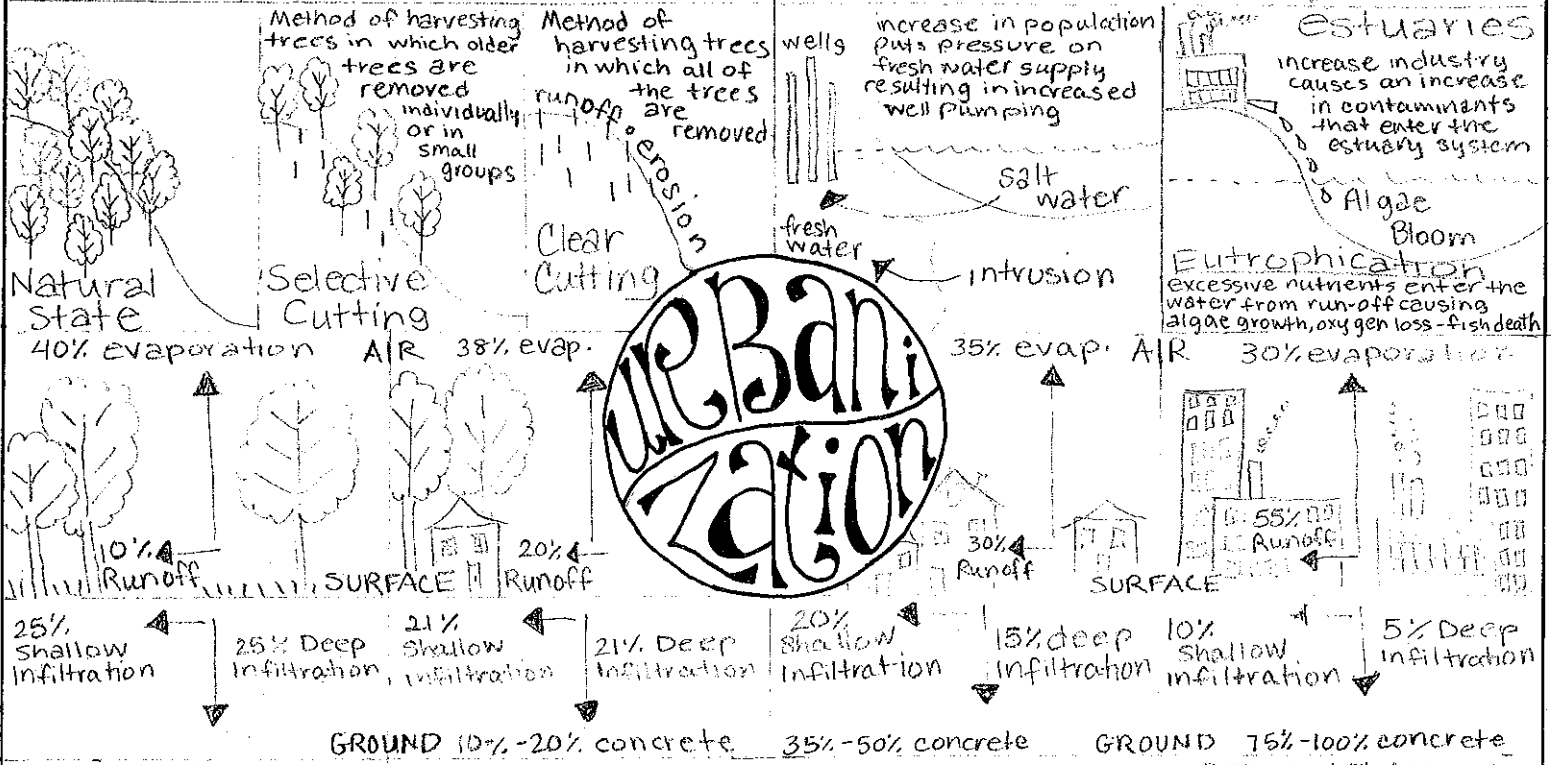 Method of harvesting
trees in which older
trees are
removed
individually
or in
small
groups
Natural
State
Selective
Cutting
Method of
harvesting trees
in which all of
the trees
are
removed
runoff
erosion
Clear
Cutting
wells
increase in population
puts pressure on
fresh water supply
resulting in increased
well pumping
salt
water
fresh
water
intrusion
estuaries
increase industry
causes an increase
in contaminants
that enter the
estuary system
Algae
Bloom
Eutrophication
excessive nutrients enter the
water from run-off causing
algae growth, oxygen loss-fish death
urBani
zation
40% evaporation AIR 38% evap.
35% evap. AIR 30% evaporation
10%
Runoff
SURFACE
20%
Runoff
30%
Runoff
SURFACE
55%
Runoff
25%
Shallow
Infiltration
25% Deep
Infiltration
21%
Shallow
infiltration
21% Deep
Infiltration
20%
Shallow
Infiltration
15% deep
Infiltration
10%
Shallow
infiltration
5% Deep
Infiltration
GROUND 10%-20% concrete 35%-50% concrete GROUND 75%-100% concrete